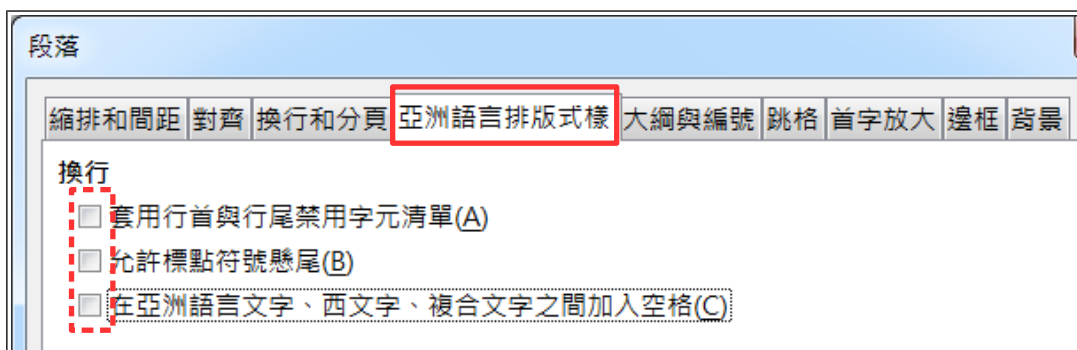 段落
縮排和間距 對齊 換行和分頁 亞洲語言排版式樣 大綱與編號 跳格 首字放大 邊框 背景
換行
套用行首與行尾禁用字元清單(A)
允許標點符號懸尾(B)
在亞洲語言文字、西文字、複合文字之間加入空格(C)